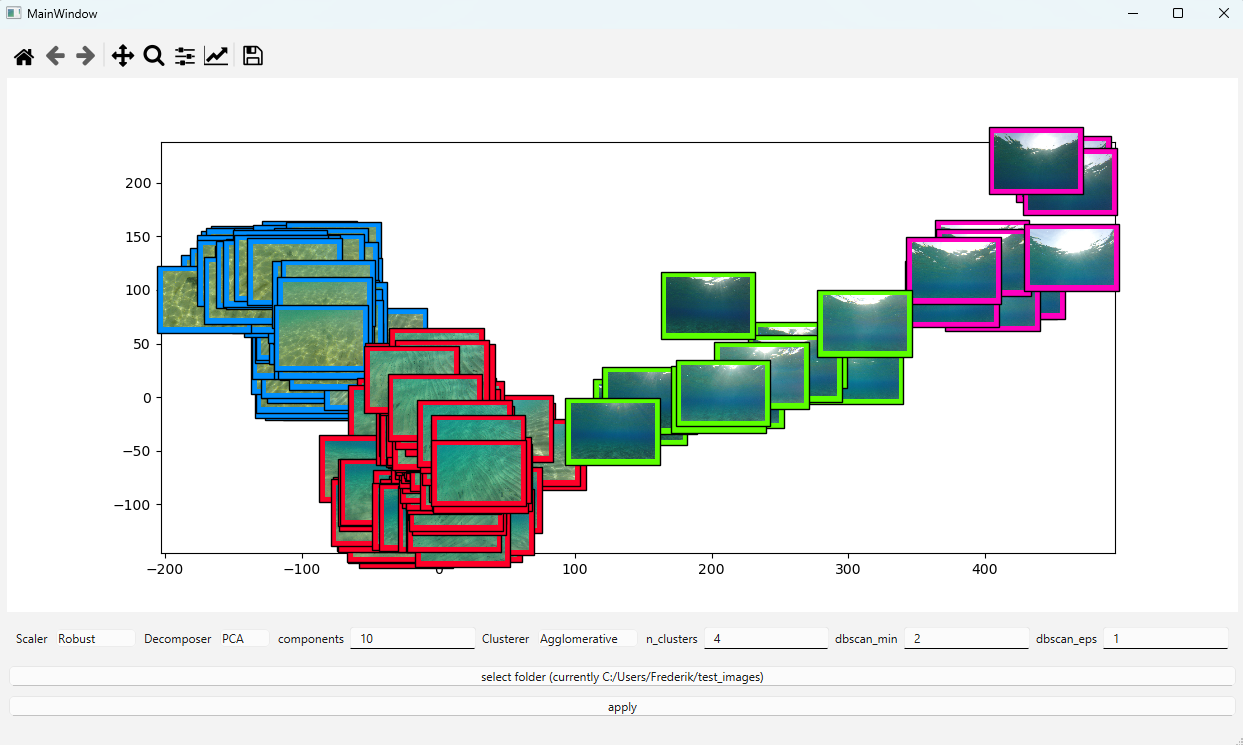 MainWindow
200
150
100
50
0
−50
−100
−200 −100 0 100 200 300 400
Scaler Robust Decomposer PCA components 10 Clusterer Agglomerative n_clusters 4 dbscan_min 2 dbscan_eps 1
select folder (currently C:/Users/Frederik/test_images)
apply